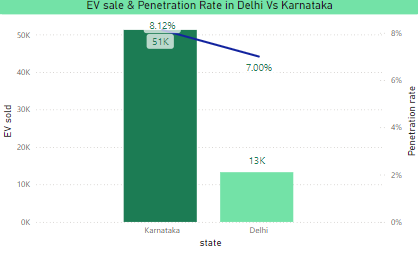 EV sale & Penetration Rate in Delhi Vs Karnataka
8.12%
51K
7.00%
13K
50K
40K
30K
20K
10K
0K
8%
6%
4%
2%
0%
EV sold
Penetration rate
Karnataka
Delhi
state